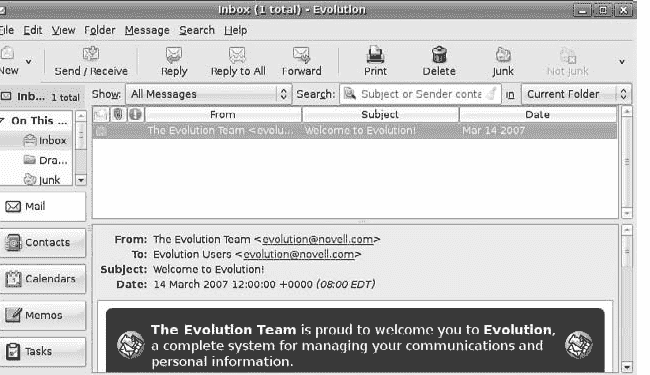 Inbox (1 total) - Evolution
File Edit View Folder Message Search Help
New Send / Receive Reply Reply to All Forward Print Delete Junk Not Junk
Inb... 1 total Show: All Messages Search: Subject or Sender conta in Current Folder
On This ... From Subject Date
The Evolution Team <evolu... Welcome to Evolution! Mar 14 2007
Inbox
Dra...
Junk
Mail
Contacts
Calendars
Memos
Tasks
From: The Evolution Team <evolution@novell.com>
To: Evolution Users <evolution@novell.com>
Subject: Welcome to Evolution!
Date: 14 March 2007 12:00:00 +0000 (08:00 EDT)
The Evolution Team is proud to welcome you to Evolution,
a complete system for managing your communications and
personal information.